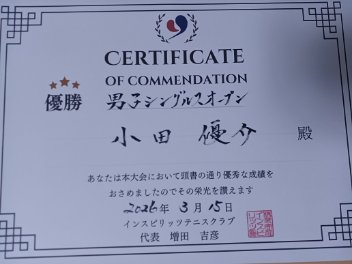 CERTIFICATE
OF COMMENDATION
優勝 男子シングルスオープン
小田 優介 殿
あなたは本大会において頭書の通り優秀な成績を
おさめましたのでその栄光を讃えます
2026年 3月 15日
インスピリッツテニスクラブ
代表 増田 吉彦